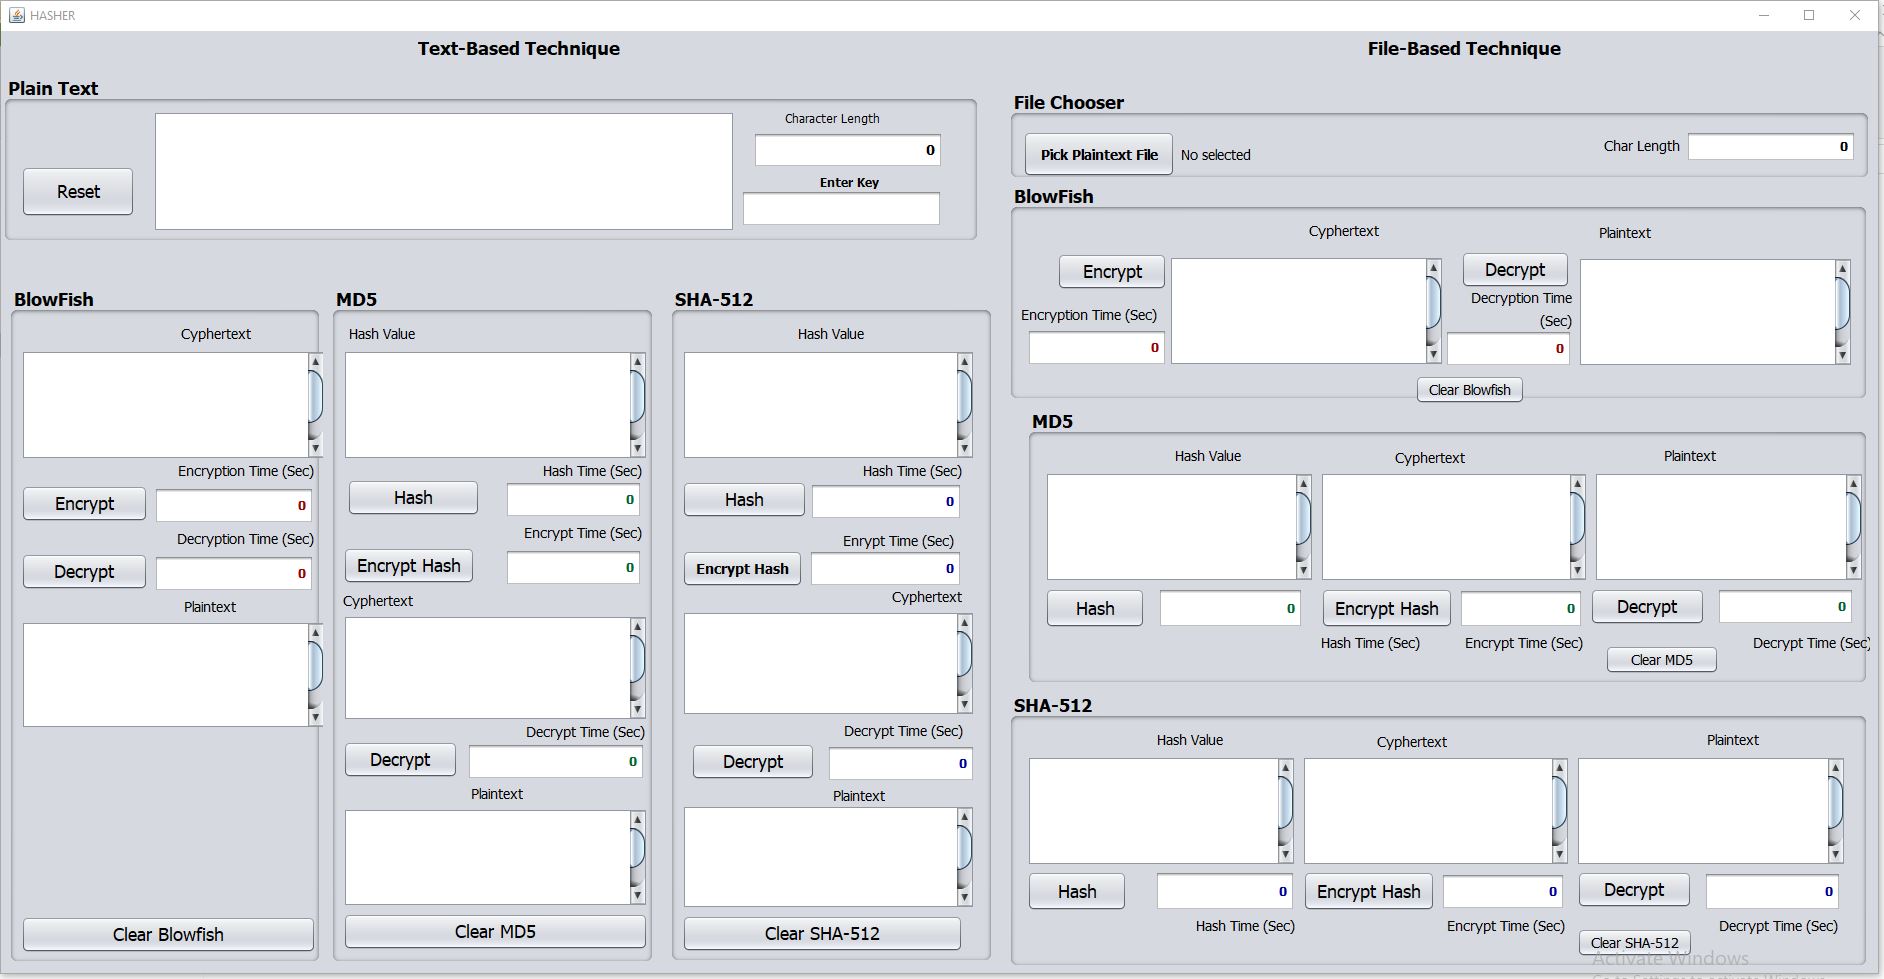 HASHER
Text-Based Technique
File-Based Technique
Plain Text
Character Length
0
Enter Key
Reset
File Chooser
Pick Plaintext File
No selected
Char Length
0
BlowFish
Cyphertext
Plaintext
Encrypt
Decrypt
Encryption Time (Sec)
Decryption Time
(Sec)
0
0
Clear Blowfish
BlowFish
Cyphertext
Encryption Time (Sec)
Encrypt
0
Decryption Time (Sec)
Decrypt
0
Plaintext
Clear Blowfish
MD5
Hash Value
Hash Time (Sec)
Hash
0
Encrypt Time (Sec)
Encrypt Hash
0
Cyphertext
Decrypt Time (Sec)
Decrypt
0
Plaintext
Clear MD5
SHA-512
Hash Value
Hash Time (Sec)
Hash
0
Enrypt Time (Sec)
Encrypt Hash
0
Cyphertext
Decrypt Time (Sec)
Decrypt
0
Plaintext
Clear SHA-512
MD5
Hash Value
Cyphertext
Plaintext
Hash
0
Encrypt Hash
0
Decrypt
0
Hash Time (Sec)
Encrypt Time (Sec)
Decrypt Time (Sec)
Clear MD5
SHA-512
Hash Value
Cyphertext
Plaintext
Hash
0
Encrypt Hash
0
Decrypt
0
Hash Time (Sec)
Encrypt Time (Sec)
Decrypt Time (Sec)
Clear SHA-512
Activate Windows